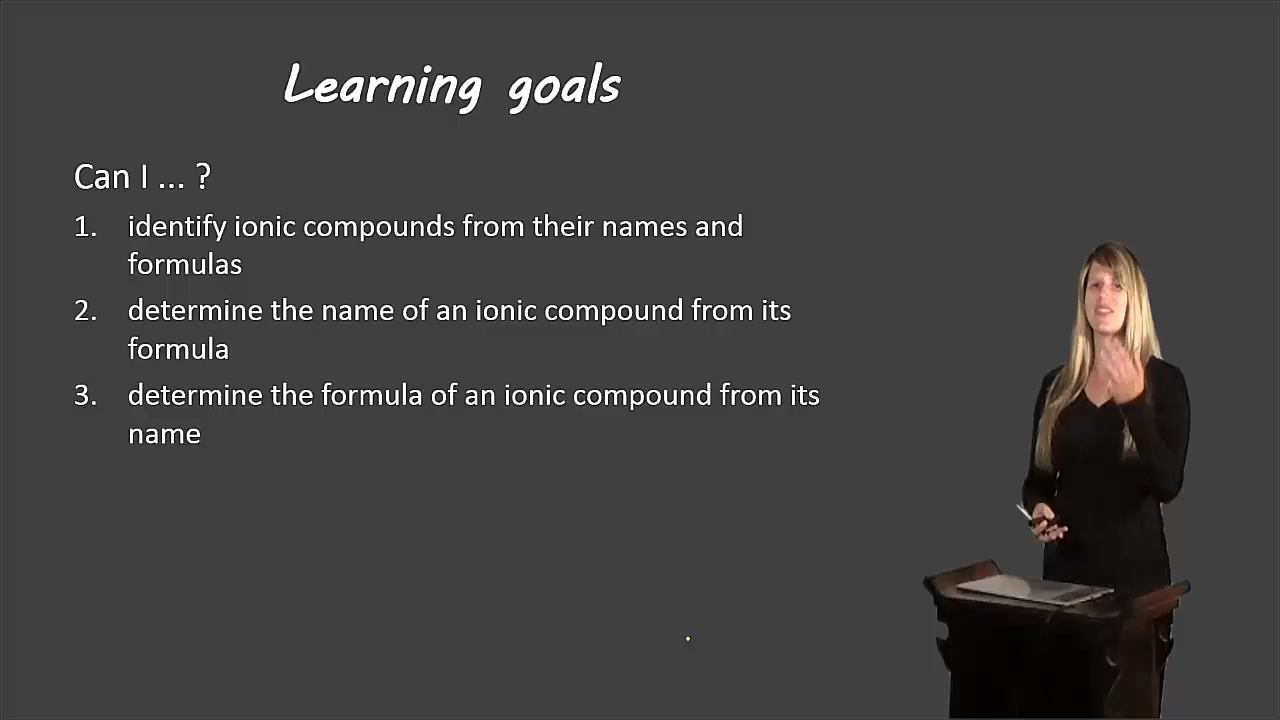 Learning goals
Can I ... ?
1. identify ionic compounds from their names and
formulas
2. determine the name of an ionic compound from its
formula
3. determine the formula of an ionic compound from its
name